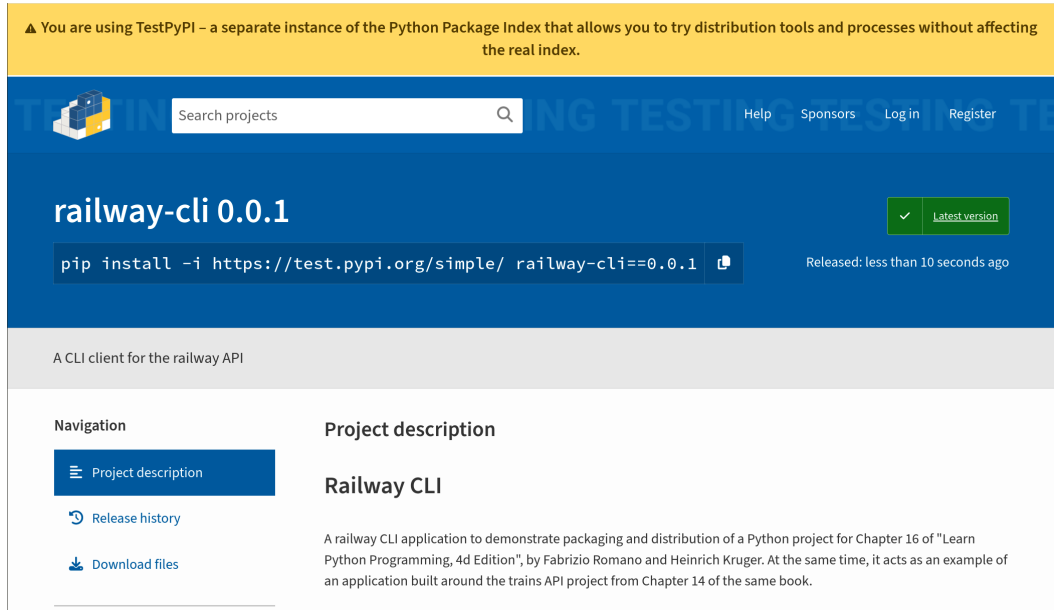 You are using TestPyPI – a separate instance of the Python Package Index that allows you to try distribution tools and processes without affecting
the real index.
TESTING TESTING TESTING TE
Search projects
Help Sponsors Log in Register
railway-cli 0.0.1
Latest version
pip install -i https://test.pypi.org/simple/ railway-cli==0.0.1
Released: less than 10 seconds ago
A CLI client for the railway API
Navigation
Project description
Release history
Download files
Project description
Railway CLI
A railway CLI application to demonstrate packaging and distribution of a Python project for Chapter 16 of "Learn
Python Programming, 4d Edition", by Fabrizio Romano and Heinrich Kruger. At the same time, it acts as an example of
an application built around the trains API project from Chapter 14 of the same book.